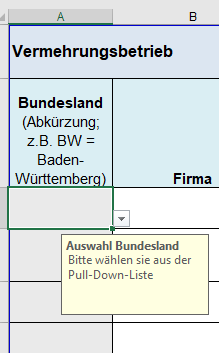 A B
Vermehrungsbetrieb
Bundesland
(Abkürzung;
z.B. BW =
Baden-
Württemberg)
Firma
Auswahl Bundesland
Bitte wählen sie aus der
Pull-Down-Liste